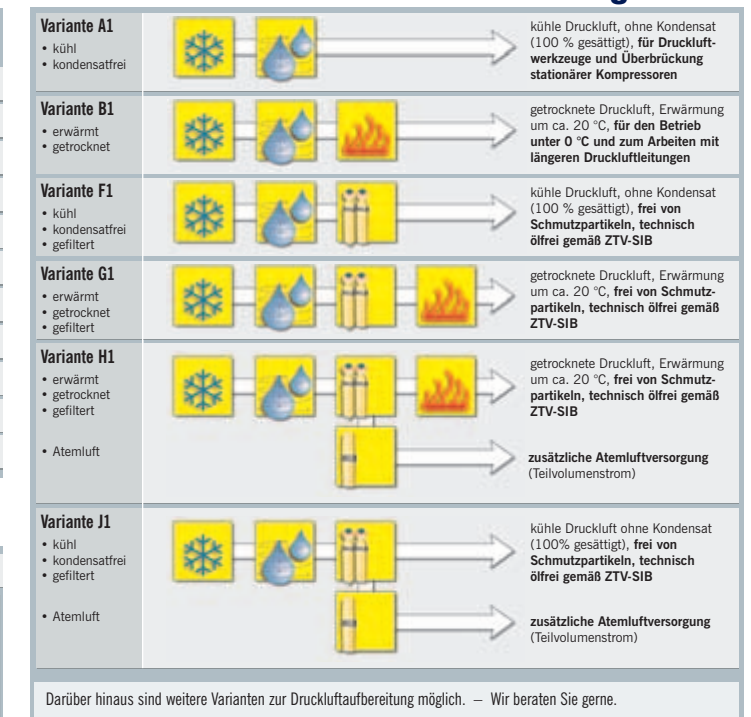 Variante A1
• kühl
• kondensatfrei
kühle Druckluft, ohne Kondensat
(100 % gesättigt), für Druckluft-
werkzeuge und Überbrückung
stationärer Kompressoren
Variante B1
• erwärmt
• getrocknet
getrocknete Druckluft, Erwärmung
um ca. 20 °C, für den Betrieb
unter 0 °C und zum Arbeiten mit
längeren Druckluftleitungen
Variante F1
• kühl
• kondensatfrei
• gefiltert
kühle Druckluft, ohne Kondensat
(100 % gesättigt), frei von
Schmutzpartikeln, technisch
ölfrei gemäß ZTV-SIB
Variante G1
• erwärmt
• getrocknet
• gefiltert
getrocknete Druckluft, Erwärmung
um ca. 20 °C, frei von Schmutz-
partikeln, technisch ölfrei gemäß
ZTV-SIB
Variante H1
• erwärmt
• getrocknet
• gefiltert
• Atemluft
getrocknete Druckluft, Erwärmung
um ca. 20 °C, frei von Schmutz-
partikeln, technisch ölfrei gemäß
ZTV-SIB
zusätzliche Atemluftversorgung
(Teilvolumenstrom)
Variante J1
• kühl
• kondensatfrei
• gefiltert
• Atemluft
kühle Druckluft ohne Kondensat
(100% gesättigt), frei von
Schmutzpartikeln, technisch
ölfrei gemäß ZTV-SIB
zusätzliche Atemluftversorgung
(Teilvolumenstrom)
Darüber hinaus sind weitere Varianten zur Druckluftaufbereitung möglich. – Wir beraten Sie gerne.